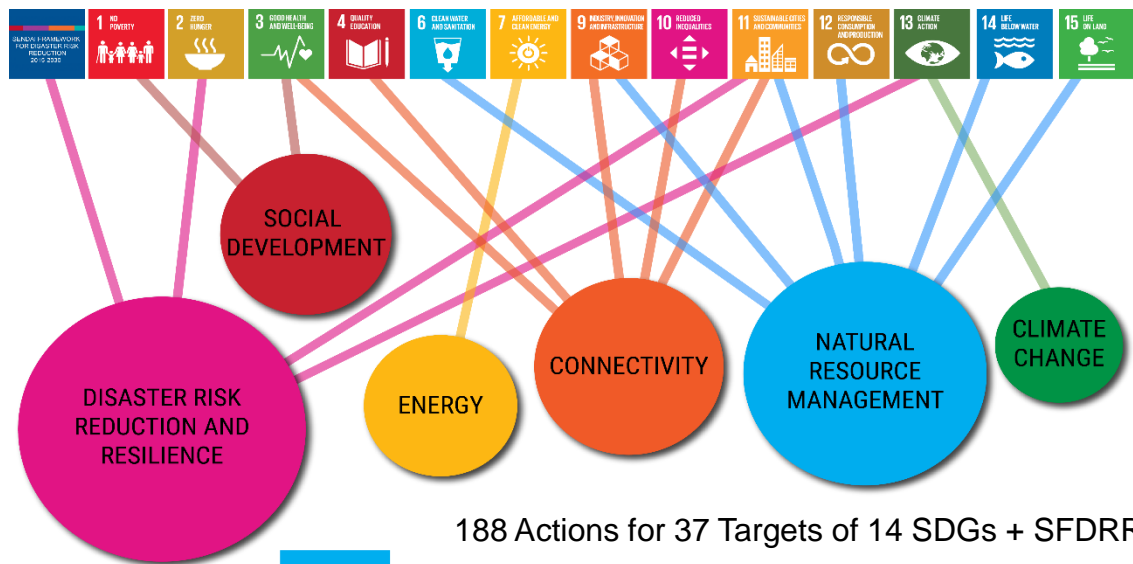 SENDAI FRAMEWORK
FOR DISASTER RISK
REDUCTION
2015-2030
1 NO
POVERTY
2 ZERO
HUNGER
3 GOOD HEALTH
AND WELL-BEING
4 QUALITY
EDUCATION
6 CLEAN WATER
AND SANITATION
7 AFFORDABLE AND
CLEAN ENERGY
9 INDUSTRY, INNOVATION
AND INFRASTRUCTURE
10 REDUCED
INEQUALITIES
11 SUSTAINABLE CITIES
AND COMMUNITIES
12 RESPONSIBLE
CONSUMPTION
AND PRODUCTION
13 CLIMATE
ACTION
14 LIFE
BELOW WATER
15 LIFE
ON LAND
SOCIAL
DEVELOPMENT
DISASTER RISK
REDUCTION AND
RESILIENCE
ENERGY
CONNECTIVITY
NATURAL
RESOURCE
MANAGEMENT
CLIMATE
CHANGE
188 Actions for 37 Targets of 14 SDGs + SFDRR